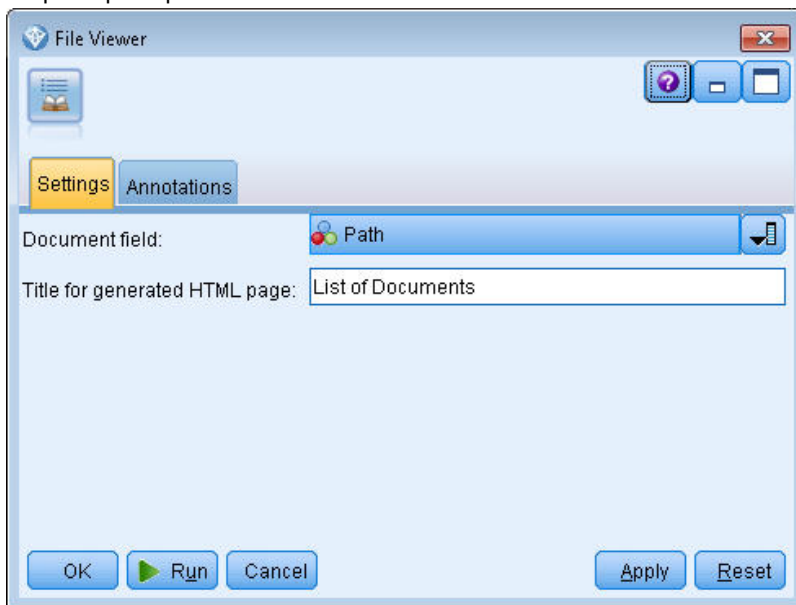 File Viewer
Settings Annotations
Document field: Path
Title for generated HTML page: List of Documents
OK Run Cancel Apply Reset